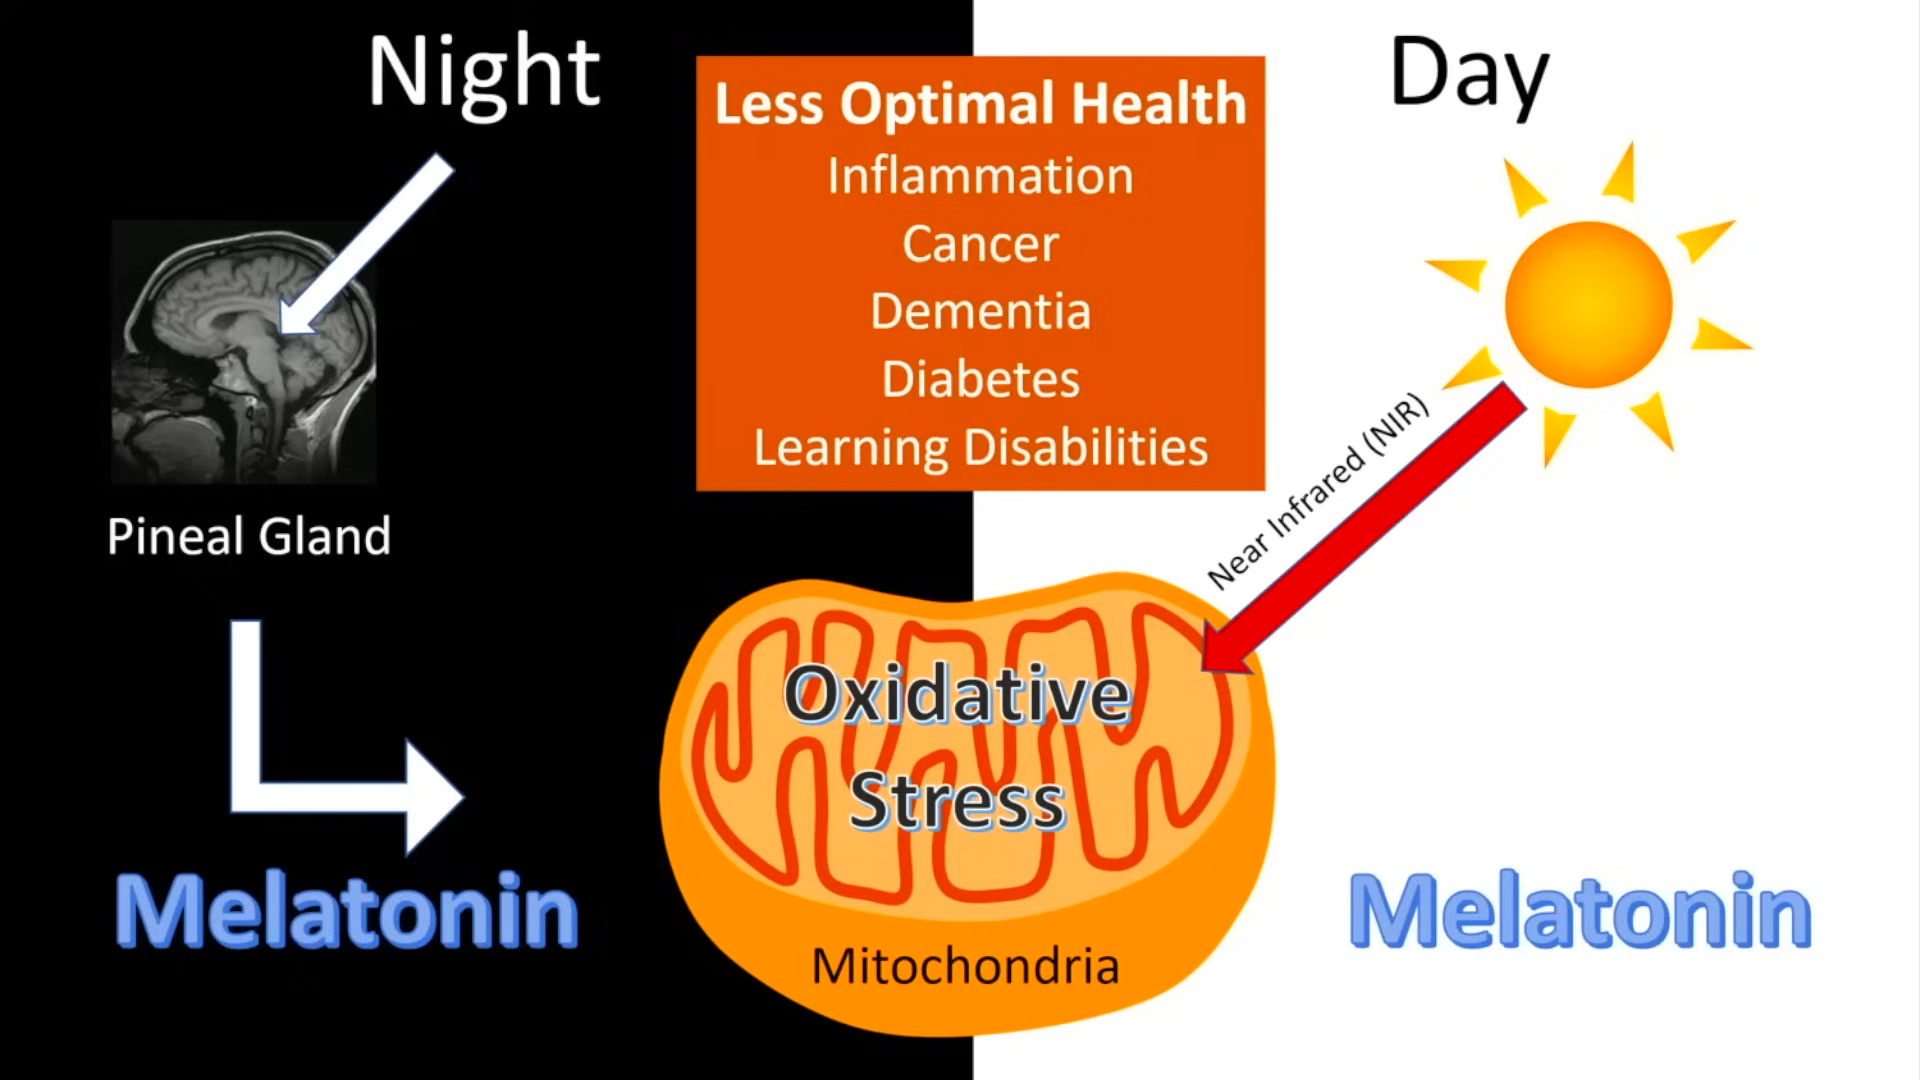 Night
Day
Less Optimal Health
Inflammation
Cancer
Dementia
Diabetes
Learning Disabilities
Near Infrared (NIR)
Pineal Gland
Oxidative
Stress
Melatonin
Mitochondria
Melatonin